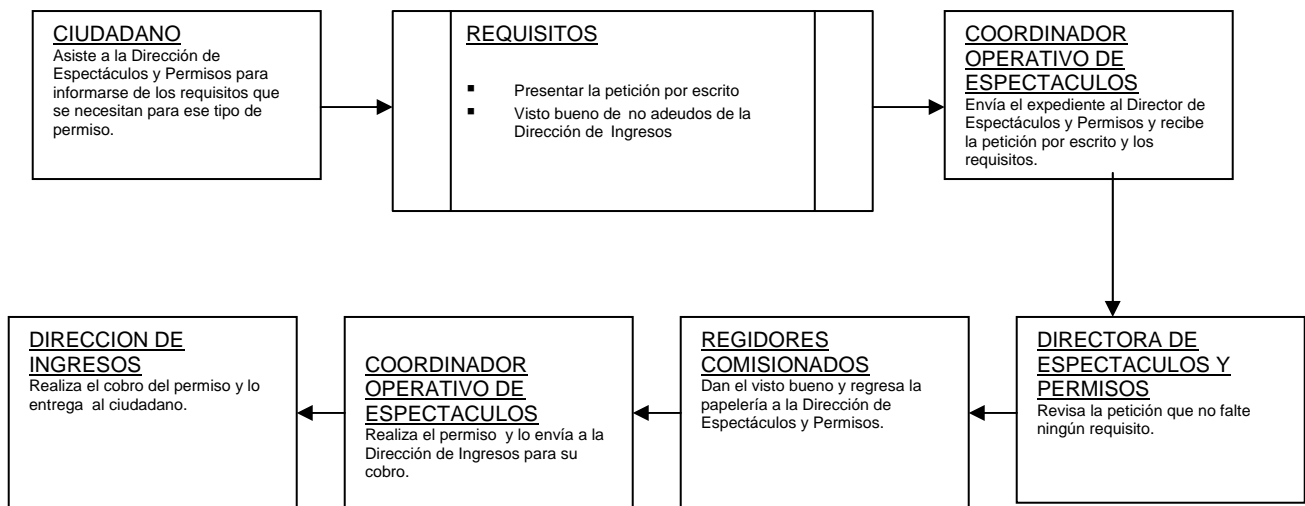 CIUDADANO
Asiste a la Dirección de
Espectáculos y Permisos para
informarse de los requisitos que
se necesitan para ese tipo de
permiso.
REQUISITOS
▪ Presentar la petición por escrito
▪ Visto bueno de no adeudos de la
Dirección de Ingresos
COORDINADOR
OPERATIVO DE
ESPECTACULOS
Envía el expediente al Director de
Espectáculos y Permisos y recibe
la petición por escrito y los
requisitos.
DIRECTORA DE
ESPECTACULOS Y
PERMISOS
Revisa la petición que no falte
ningún requisito.
REGIDORES
COMISIONADOS
Dan el visto bueno y regresa la
papelería a la Dirección de
Espectáculos y Permisos.
COORDINADOR
OPERATIVO DE
ESPECTACULOS
Realiza el permiso y lo envía a la
Dirección de Ingresos para su
cobro.
DIRECCION DE
INGRESOS
Realiza el cobro del permiso y lo
entrega al ciudadano.